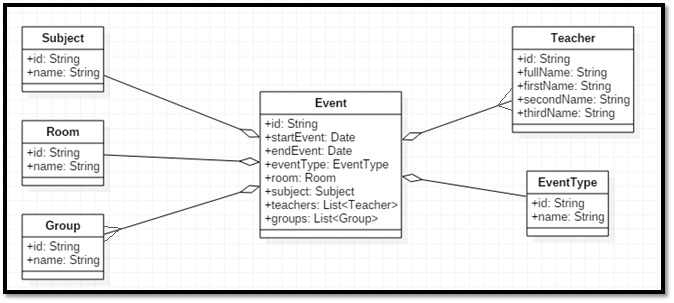 Subject
+id: String
+name: String
Room
+id: String
+name: String
Group
+id: String
+name: String
Event
+id: String
+startEvent: Date
+endEvent: Date
+eventType: EventType
+room: Room
+subject: Subject
+teachers: List<Teacher>
+groups: List<Group>
Teacher
+id: String
+fullName: String
+firstName: String
+secondName: String
+thirdName: String
EventType
+id: String
+name: String